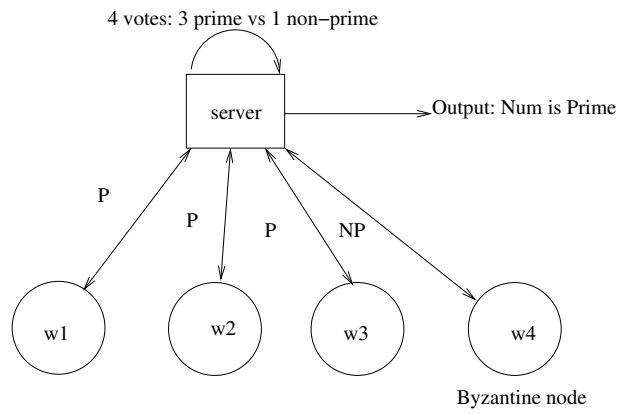 4 votes: 3 prime vs 1 non−prime
server
Output: Num is Prime
P
P
P
NP
w1
w2
w3
w4
Byzantine node